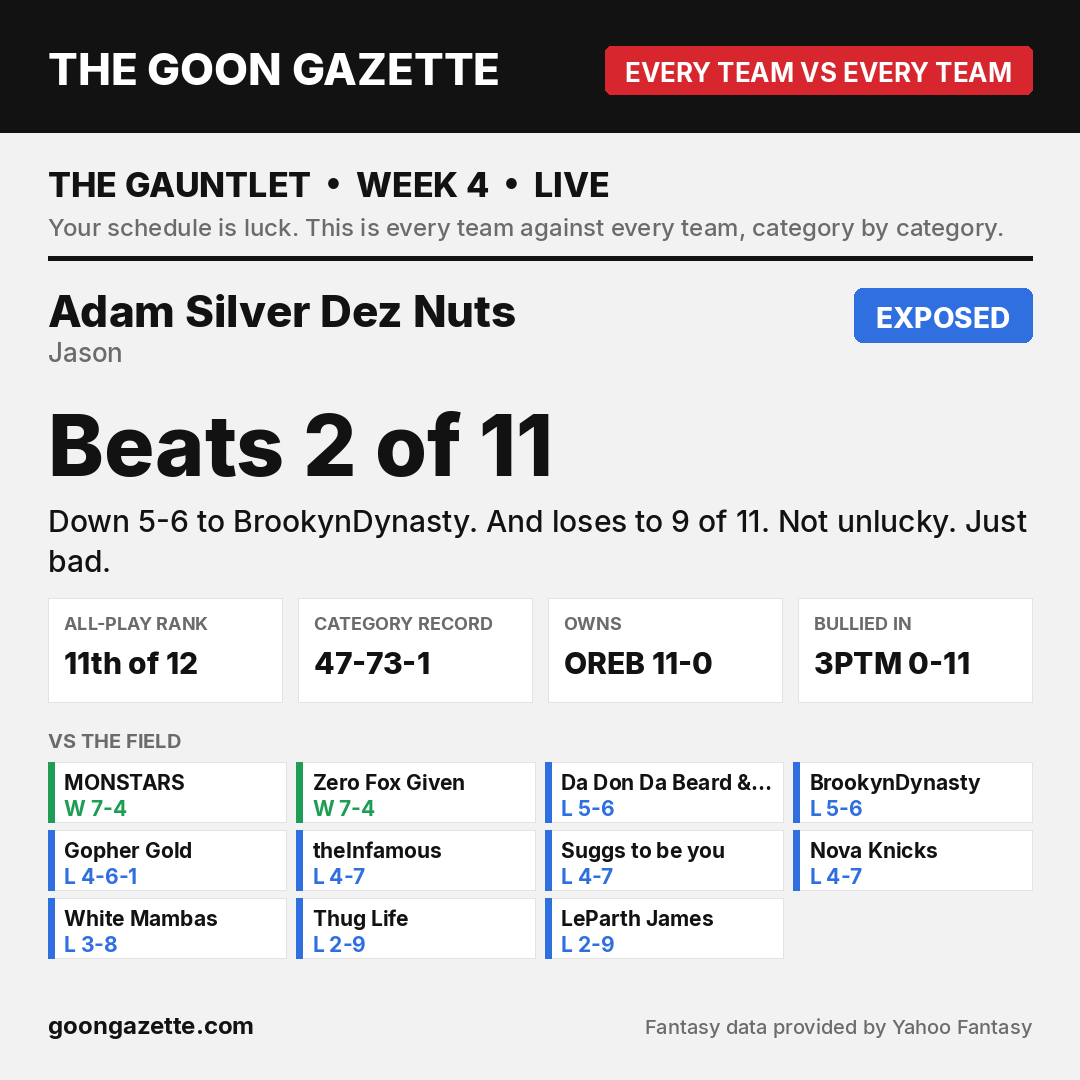 THE GOON GAZETTE
EVERY TEAM VS EVERY TEAM
THE GAUNTLET • WEEK 4 • LIVE
Your schedule is luck. This is every team against every team, category by category.
Adam Silver Dez Nuts
EXPOSED
Jason
Beats 2 of 11
Down 5-6 to BrookynDynasty. And loses to 9 of 11. Not unlucky. Just
bad.
ALL-PLAY RANK
11th of 12
CATEGORY RECORD
47-73-1
OWNS
OREB 11-0
BULLIED IN
3PTM 0-11
VS THE FIELD
MONSTARS
W 7-4
Zero Fox Given
W 7-4
Da Don Da Beard &...
L 5-6
BrookynDynasty
L 5-6
Gopher Gold
L 4-6-1
theInfamous
L 4-7
Suggs to be you
L 4-7
Nova Knicks
L 4-7
White Mambas
L 3-8
Thug Life
L 2-9
LeParth James
L 2-9
goongazette.com
Fantasy data provided by Yahoo Fantasy